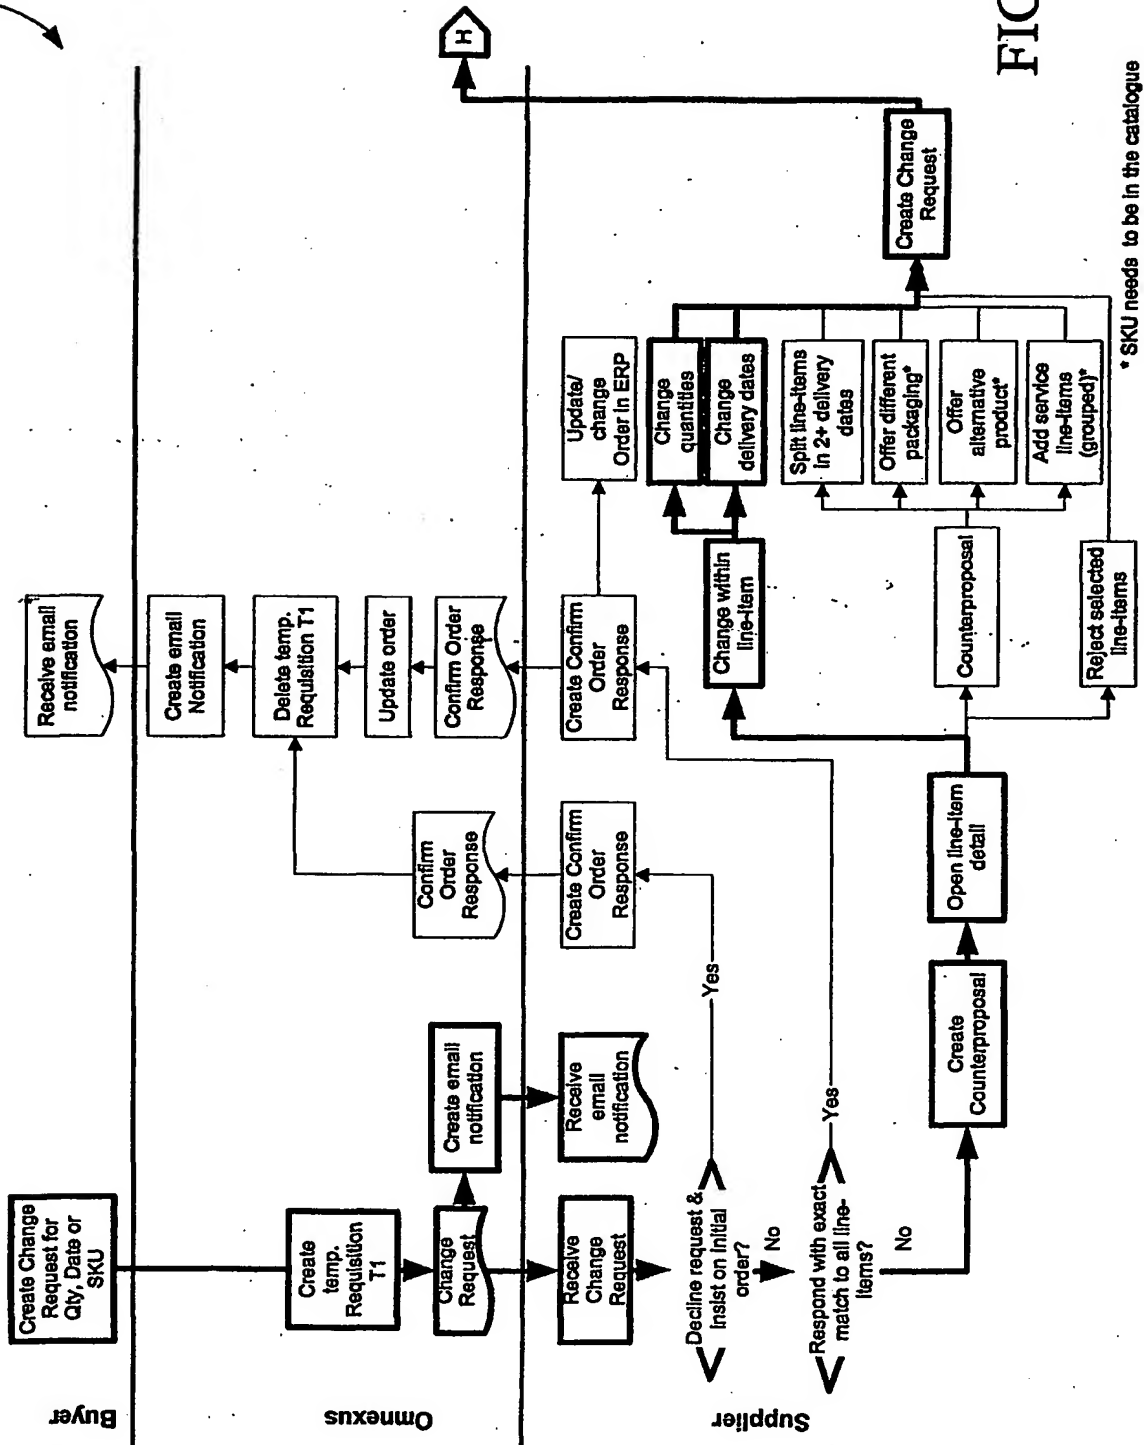 Buyer
Create Change
Request for
Qty, Date or
SKU
Receive email
notification
Omnexus
Create
temp.
Requisition
T1
Change
Request
Create email
notification
Confirm
Order
Response
Create email
Notification
Delete temp.
Requisition T1
Update order
Confirm Order
Response
H
Supplier
Receive
Change
Request
Receive
email
notification
Create Confirm
Order
Response
Create Confirm
Order
Response
Update/
change
Order in ERP
Decline request &
insist on initial
order?
Yes
No
Respond with exact
match to all line-
items?
Yes
No
Create
Counterproposal
Open line-item
detail
Change within
line-item
Counterproposal
Reject selected
line-items
Change
quantities
Change
delivery dates
Split line-items
in 2+ delivery
dates
Offer different
packaging*
Offer
alternative
product*
Add service
line-items
(grouped)*
Create Change
Request
FIG
* SKU needs to be in the catalogue